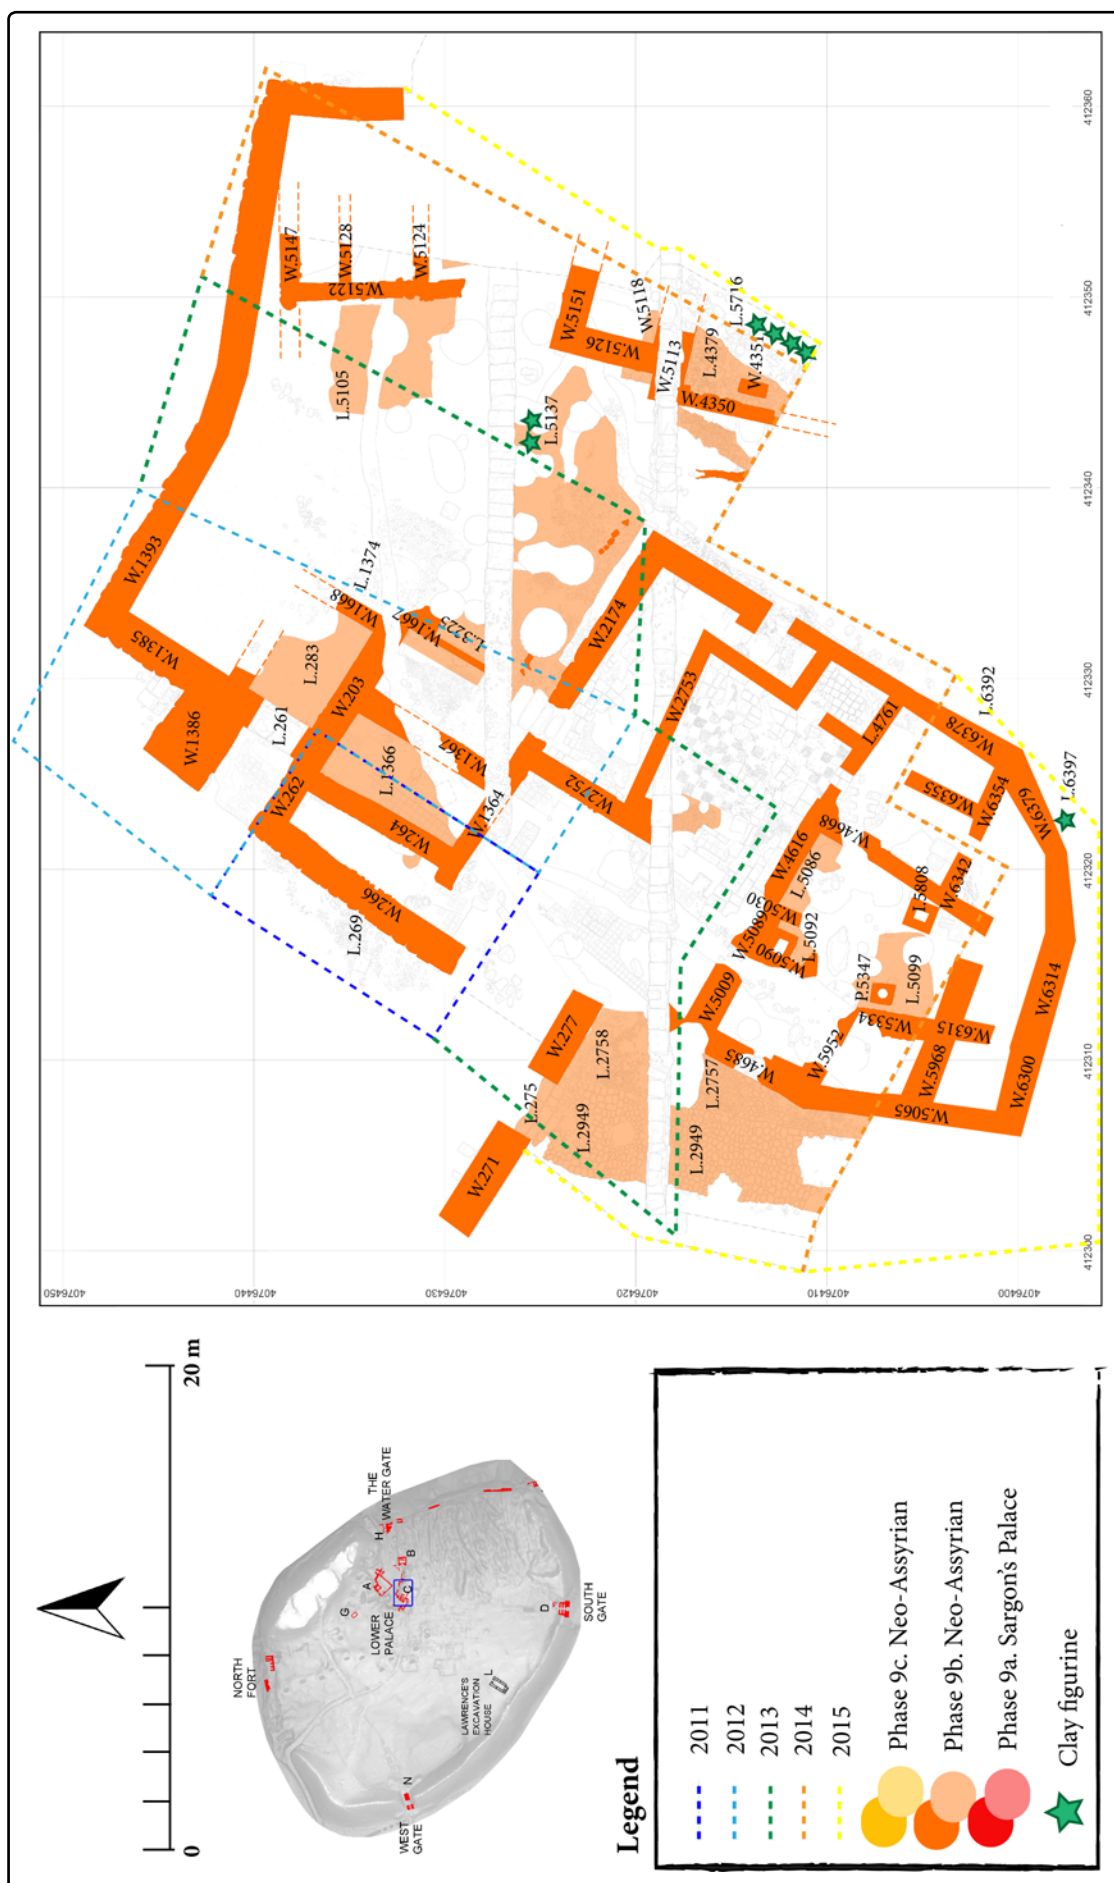 412360
412350
412340
412330
412320
412310
412300
4076450
4076440
4076430
4076420
4076410
4076400
W.5147
W.5128
W.5124
W.5122
L.5105
W.5151
W.5118
W.5126
W.5113
L.5716
L.4379
W.4351
W.4350
L.5137
W.1393
L.1374
W.1668
W.1667
L.3225
W.1385
L.283
W.203
W.2174
W.1386
L.261
L.1366
W.1367
W.2753
W.262
W.264
W.1364
W.2752
L.4761
W.6378
L.6392
W.6355
W.6354
L.6397
W.6379
W.266
L.269
W.4616
W.4668
L.5086
W.5030
W.5089
W.5090
L.5092
W.6342
W.277
L.2758
W.5009
P.5347
L.5099
W.5334
W.6315
W.6314
L.275
L.2949
W.4685
L.2757
W.5952
W.5968
W.5065
W.6300
W.271
L.2949
0
20 m
NORTH
FORT
THE
WATER GATE
H
A
B
C
G
LOWER
PALACE
D
SOUTH
GATE
LAWRENCE'S
EXCAVATION
HOUSE
L
N
WEST
GATE
Legend
2011
2012
2013
2014
2015
Phase 9c. Neo-Assyrian
Phase 9b. Neo-Assyrian
Phase 9a. Sargon's Palace
Clay figurine